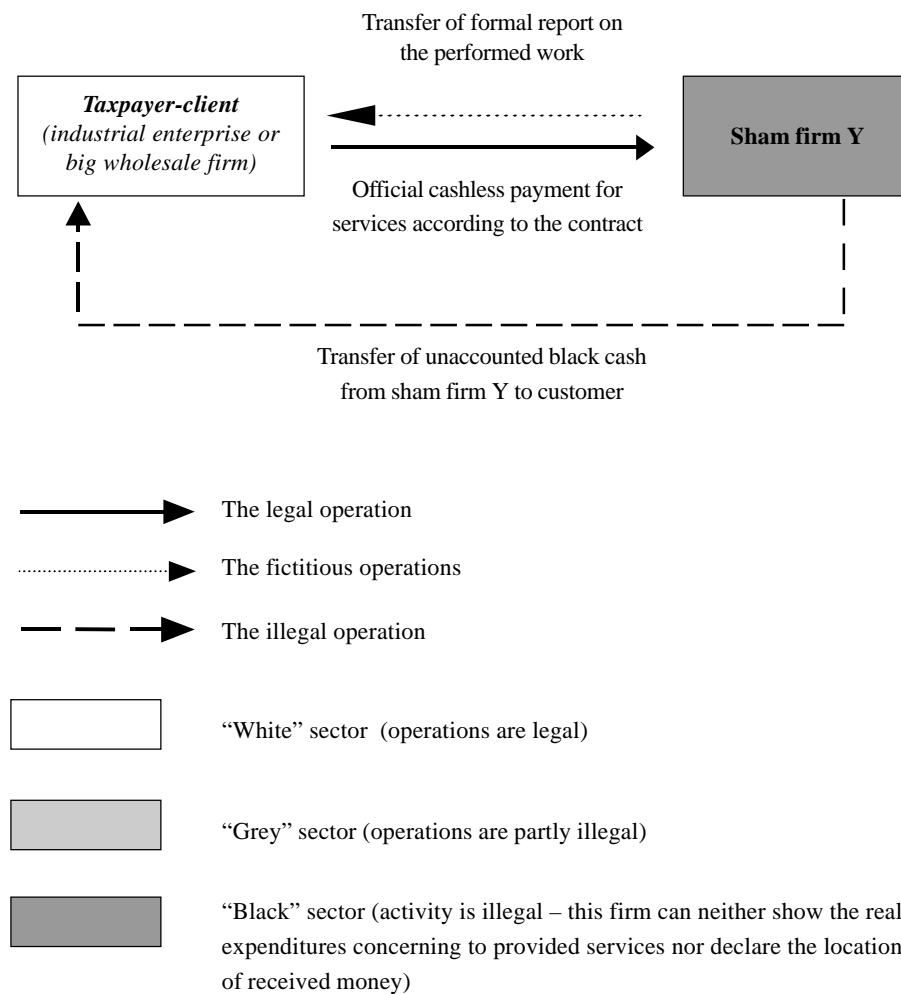 Transfer of formal report on
the performed work
Taxpayer-client
(industrial enterprise or
big wholesale firm)
Sham firm Y
Official cashless payment for
services according to the contract
Transfer of unaccounted black cash
from sham firm Y to customer
The legal operation
The fictitious operations
The illegal operation
“White” sector (operations are legal)
“Grey” sector (operations are partly illegal)
“Black” sector (activity is illegal – this firm can neither show the real
expenditures concerning to provided services nor declare the location
of received money)